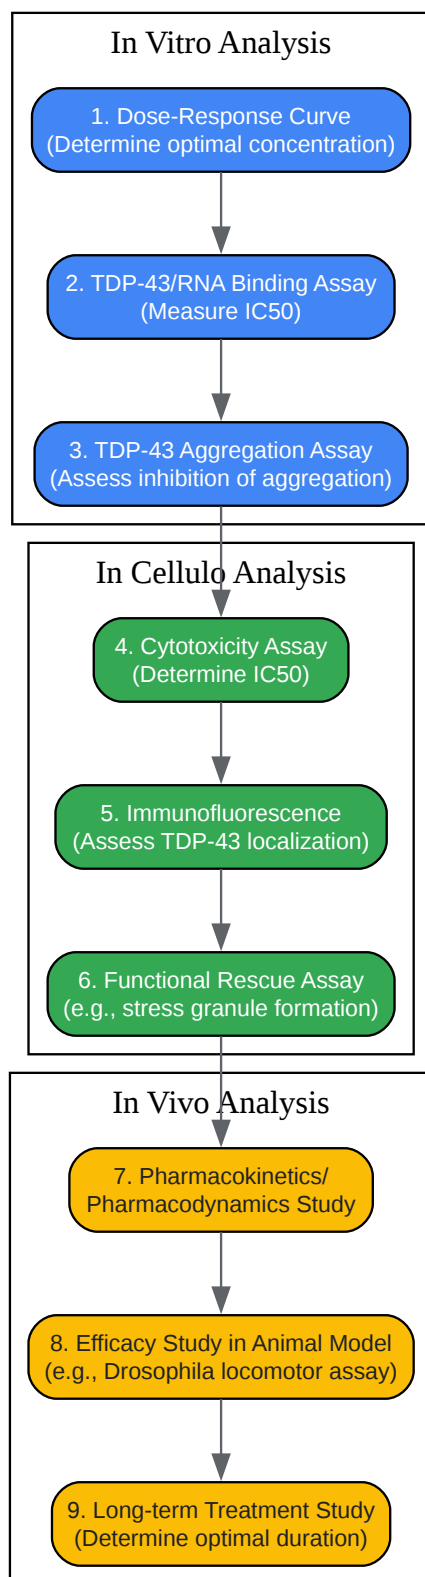 In Vitro Analysis
1. Dose-Response Curve
(Determine optimal concentration)
2. TDP-43/RNA Binding Assay
(Measure IC50)
3. TDP-43 Aggregation Assay
(Assess inhibition of aggregation)
In Cellulo Analysis
4. Cytotoxicity Assay
(Determine IC50)
5. Immunofluorescence
(Assess TDP-43 localization)
6. Functional Rescue Assay
(e.g., stress granule formation)
In Vivo Analysis
7. Pharmacokinetics/
Pharmacodynamics Study
8. Efficacy Study in Animal Model
(e.g., Drosophila locomotor assay)
9. Long-term Treatment Study
(Determine optimal duration)